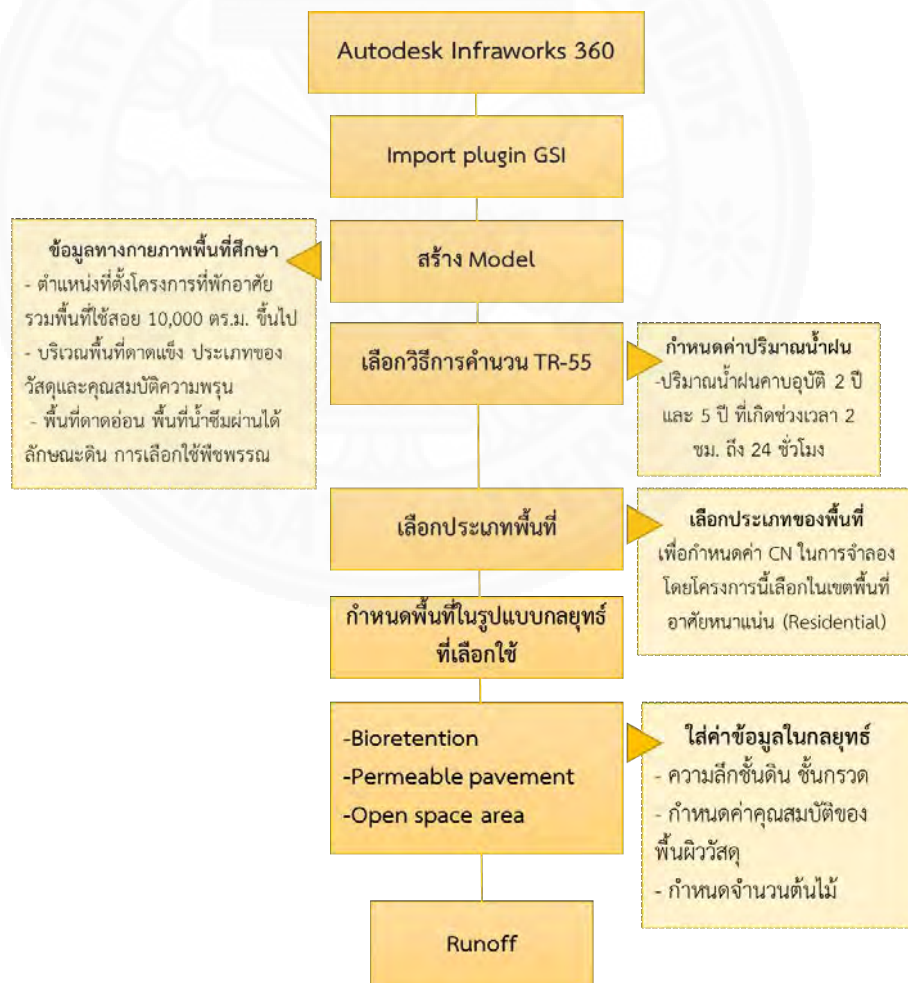 Autodesk Infraworks 360
Import plugin GSI
สร้าง Model
ข้อมูลทางกายภาพพื้นที่ศึกษา
- ตำแหน่งที่ตั้งโครงการที่พักอาศัย
รวมพื้นที่ใช้สอย 10,000 ตร.ม. ขึ้นไป
- บริเวณพื้นที่ดาดแข็ง ประเภทของ
วัสดุและคุณสมบัติความพรุน
- พื้นที่ดาดอ่อน พื้นที่น้ำซึมผ่านได้
ลักษณะดิน การเลือกใช้พืชพรรณ
เลือกวิธีการคำนวน TR-55
กำหนดค่าปริมาณน้ำฝน
-ปริมาณน้ำฝนคาบอุบัติ 2 ปี
และ 5 ปี ที่เกิดช่วงเวลา 2
ชม. ถึง 24 ชั่วโมง
เลือกประเภทพื้นที่
เลือกประเภทของพื้นที่
เพื่อกำหนดค่า CN ในการจำลอง
โดยโครงการนี้เลือกในเขตพื้นที่
อาศัยหนาแน่น (Residential)
กำหนดพื้นที่ในรูปแบบกลยุทธ์
ที่เลือกใช้
-Bioretention
-Permeable pavement
-Open space area
ใส่ค่าข้อมูลในกลยุทธ์
- ความลึกชั้นดิน ชั้นกรวด
- กำหนดค่าคุณสมบัติของ
พื้นผิววัสดุ
- กำหนดจำนวนต้นไม้
Runoff